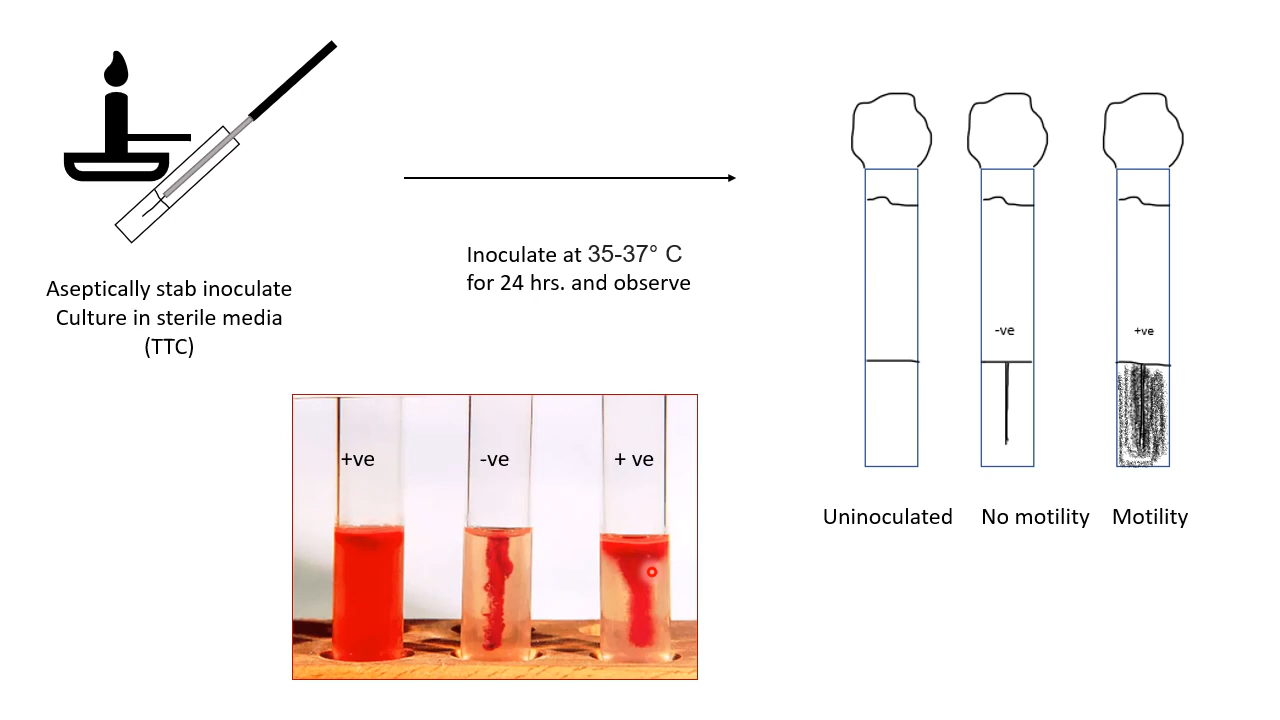 Aseptically stab inoculate
Culture in sterile media
(TTC)
Inoculate at 35-37° C
for 24 hrs. and observe
-ve
+ve
Uninoculated
No motility
Motility
+ve
-ve
+ ve